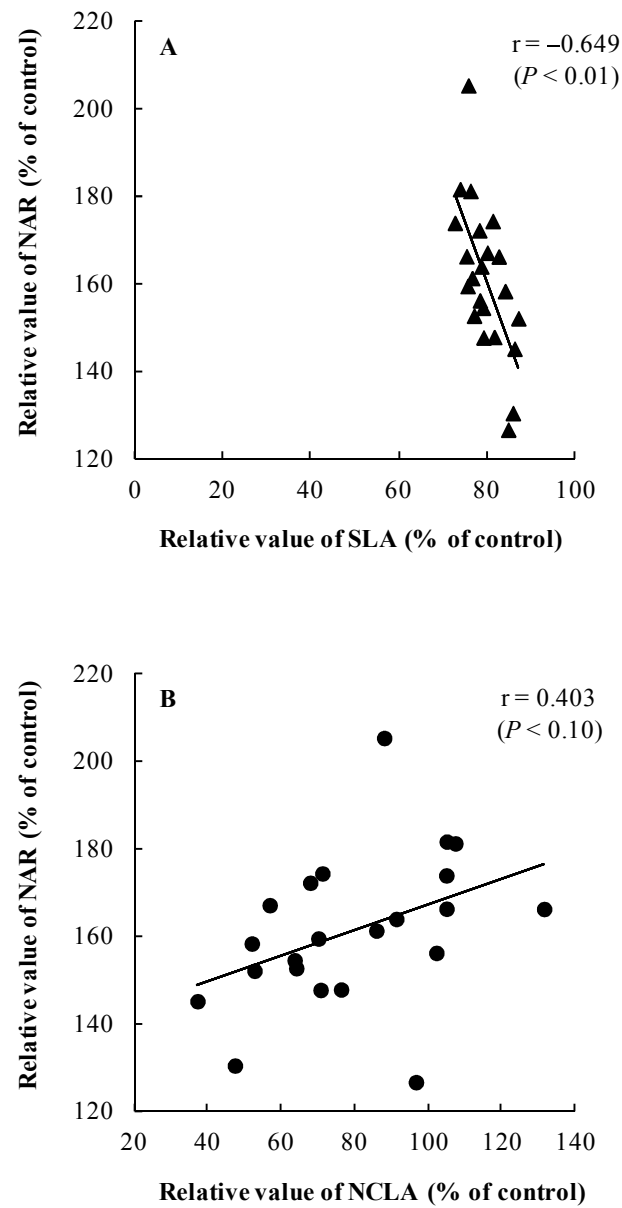 220
A
r = –0.649
(P < 0.01)
200
180
160
140
120
0
20
40
60
80
100
Relative value of NAR (% of control)
Relative value of SLA (% of control)
220
B
r = 0.403
(P < 0.10)
200
180
160
140
120
20
40
60
80
100
120
140
Relative value of NAR (% of control)
Relative value of NCLA (% of control)